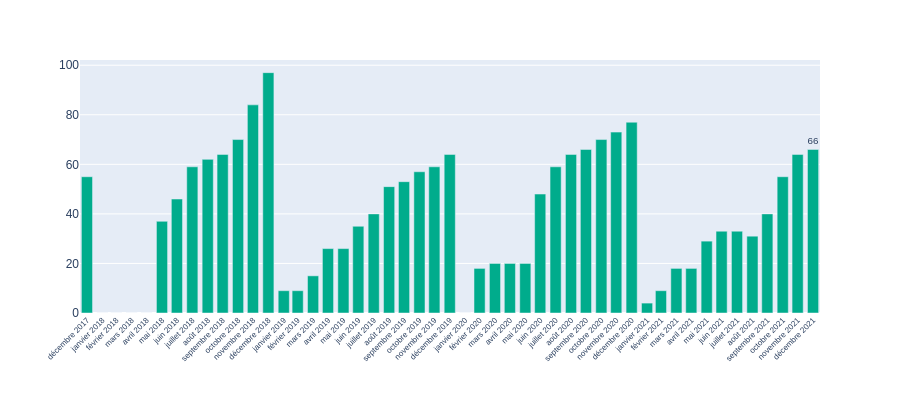 100
80
60
40
20
0
66
décembre 2017
janvier 2018
février 2018
mars 2018
avril 2018
mai 2018
juin 2018
juillet 2018
août 2018
septembre 2018
octobre 2018
novembre 2018
décembre 2018
janvier 2019
février 2019
mars 2019
avril 2019
mai 2019
juin 2019
juillet 2019
août 2019
septembre 2019
octobre 2019
novembre 2019
décembre 2019
janvier 2020
février 2020
mars 2020
avril 2020
mai 2020
juin 2020
juillet 2020
août 2020
septembre 2020
octobre 2020
novembre 2020
décembre 2020
janvier 2021
février 2021
mars 2021
avril 2021
mai 2021
juin 2021
juillet 2021
août 2021
septembre 2021
octobre 2021
novembre 2021
décembre 2021